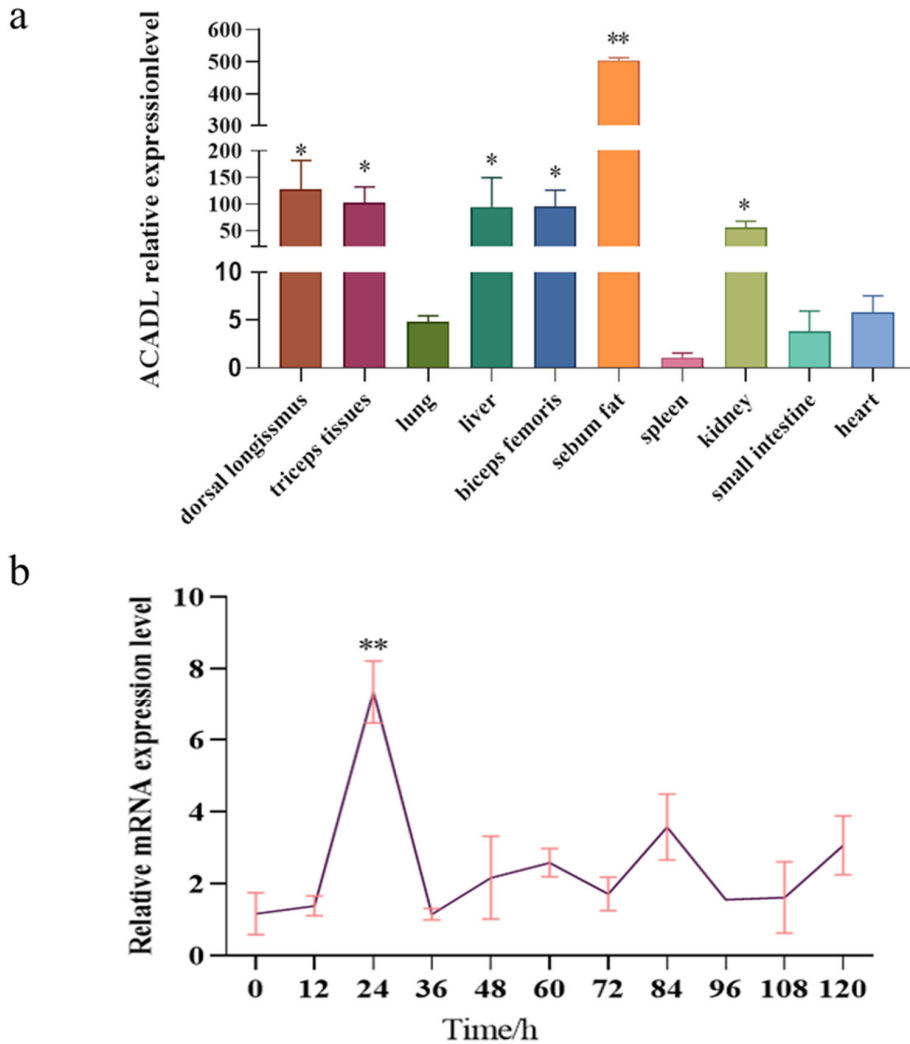 a
ACADL relative expressionlevel
600
500
400
300
200
150
100
50
10
5
0
*
*
*
*
**
*
dorsal longissmus
triceps tissues
lung
liver
biceps femoris
sebum fat
spleen
kidney
small intestine
heart
b
Relative mRNA expression level
10
8
6
4
2
0
**
0 12 24 36 48 60 72 84 96 108 120
Time/h